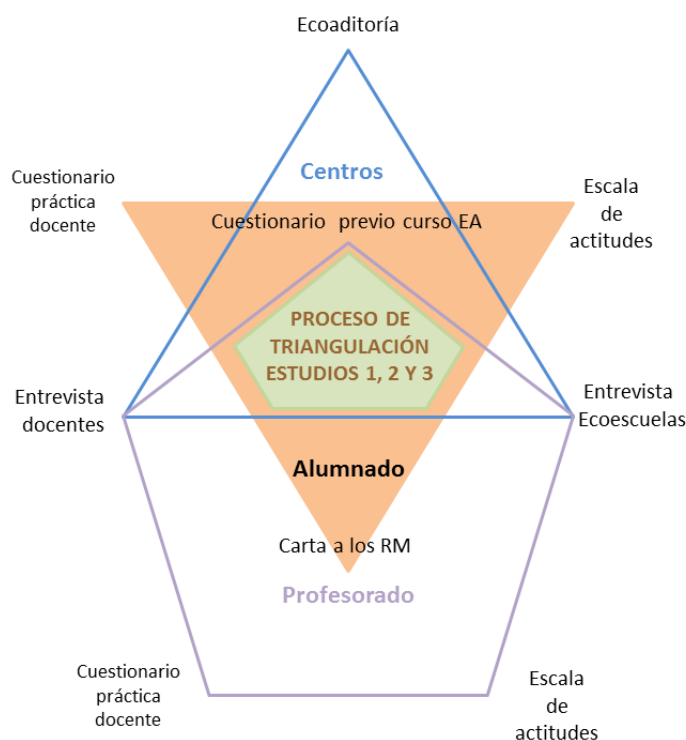 Ecoaditoría
Centros
Cuestionario
práctica
docente
Escala
de
actitudes
Cuestionario previo curso EA
PROCESO DE
TRIANGULACIÓN
ESTUDIOS 1, 2 Y 3
Entrevista
docentes
Entrevista
Ecoescuelas
Alumnado
Carta a los RM
Profesorado
Cuestionario
práctica
docente
Escala
de
actitudes